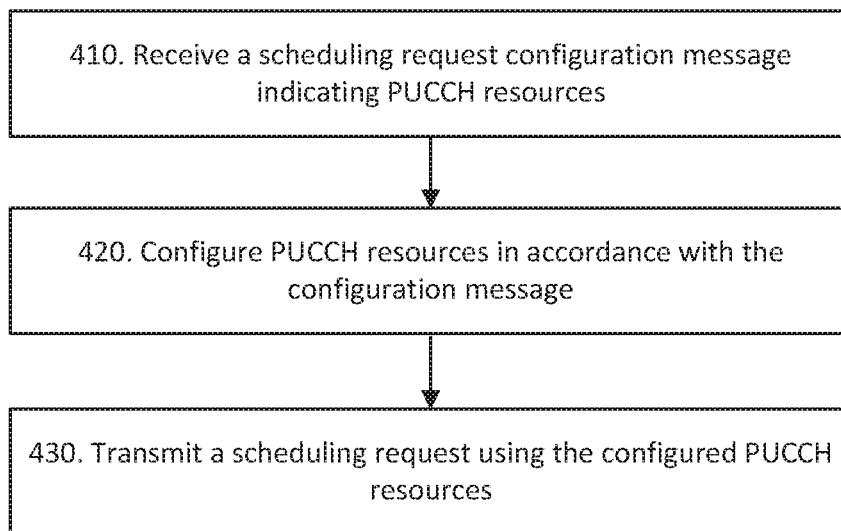 410. Receive a scheduling request configuration message
indicating PUCCH resources
420. Configure PUCCH resources in accordance with the
configuration message
430. Transmit a scheduling request using the configured PUCCH
resources